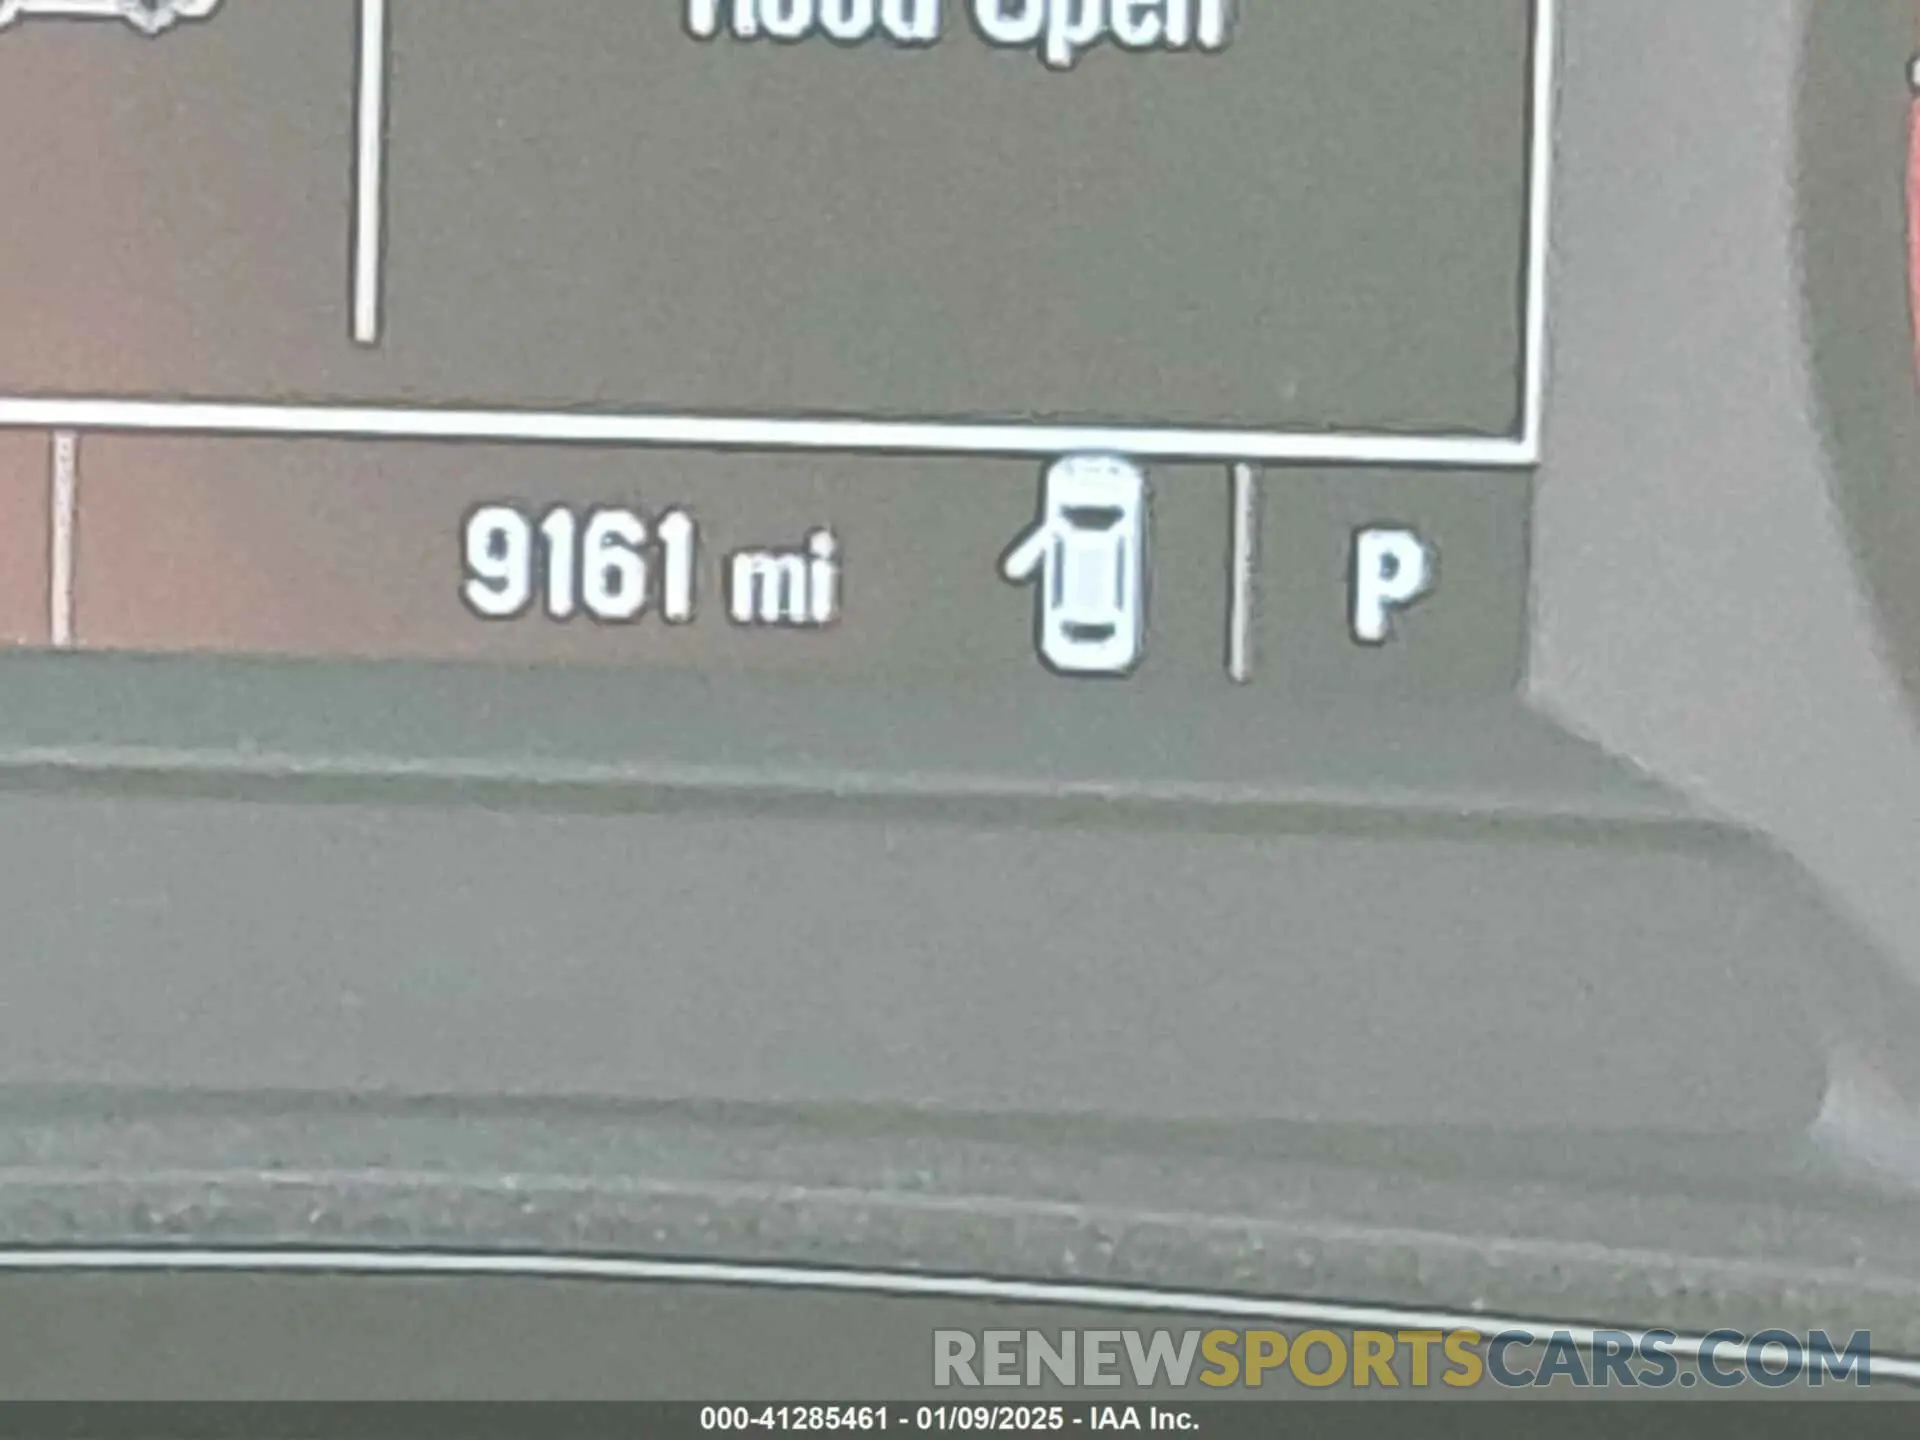 Hood Open
9161 mi
P
RENEWSPORTSCARS.COM
000-41285461 - 01/09/2025 - IAA Inc.